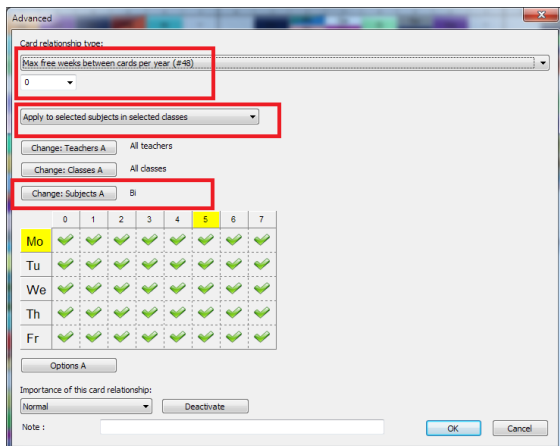 Advanced
Card relationship type:
Max free weeks between cards per year (#48)
0
Apply to selected subjects in selected classes
Change: Teachers A All teachers
Change: Classes A All classes
Change: Subjects A Bi
0 1 2 3 4 5 6 7
Mo
Tu
We
Th
Fr
Options A
Importance of this card relationship:
Normal Deactivate
Note : OK Cancel